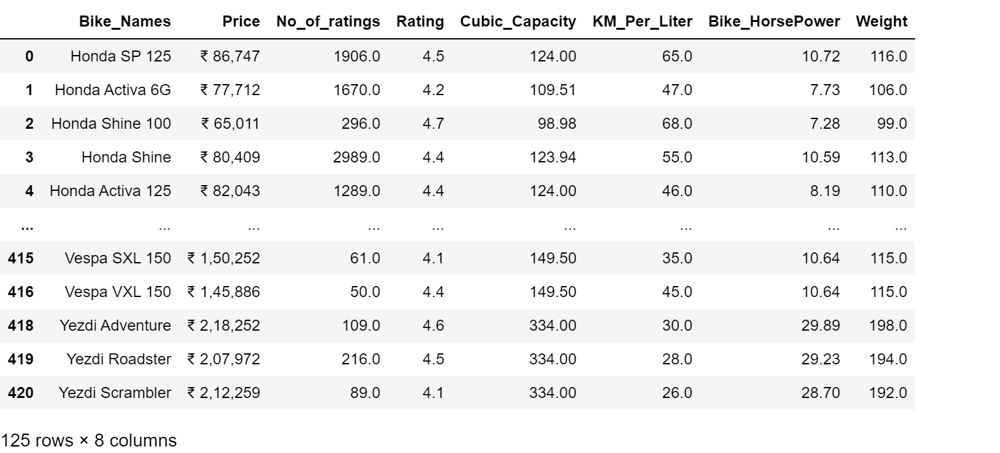 Bike_Names Price No_of_ratings Rating Cubic_Capacity KM_Per_Liter Bike_HorsePower Weight
0 Honda SP 125 ₹ 86,747 1906.0 4.5 124.00 65.0 10.72 116.0
1 Honda Activa 6G ₹ 77,712 1670.0 4.2 109.51 47.0 7.73 106.0
2 Honda Shine 100 ₹ 65,011 296.0 4.7 98.98 68.0 7.28 99.0
3 Honda Shine ₹ 80,409 2989.0 4.4 123.94 55.0 10.59 113.0
4 Honda Activa 125 ₹ 82,043 1289.0 4.4 124.00 46.0 8.19 110.0
... ... ... ... ... ... ... ... ...
415 Vespa SXL 150 ₹ 1,50,252 61.0 4.1 149.50 35.0 10.64 115.0
416 Vespa VXL 150 ₹ 1,45,886 50.0 4.4 149.50 45.0 10.64 115.0
418 Yezdi Adventure ₹ 2,18,252 109.0 4.6 334.00 30.0 29.89 198.0
419 Yezdi Roadster ₹ 2,07,972 216.0 4.5 334.00 28.0 29.23 194.0
420 Yezdi Scrambler ₹ 2,12,259 89.0 4.1 334.00 26.0 28.70 192.0
125 rows × 8 columns